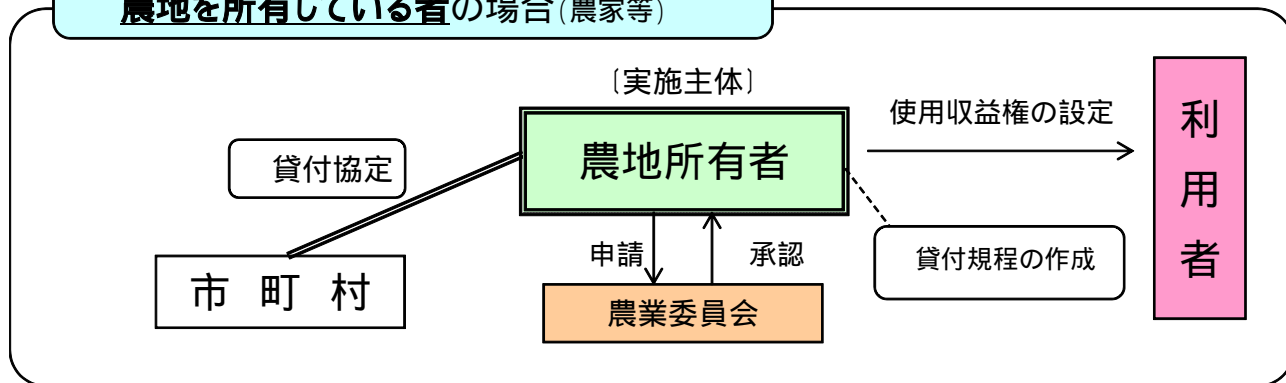 農地を所有している者の場合(農家等)
〔実施主体〕
農地所有者
使用収益権の設定
利用者
貸付協定
市 町 村
申請
承認
農業委員会
貸付規程の作成